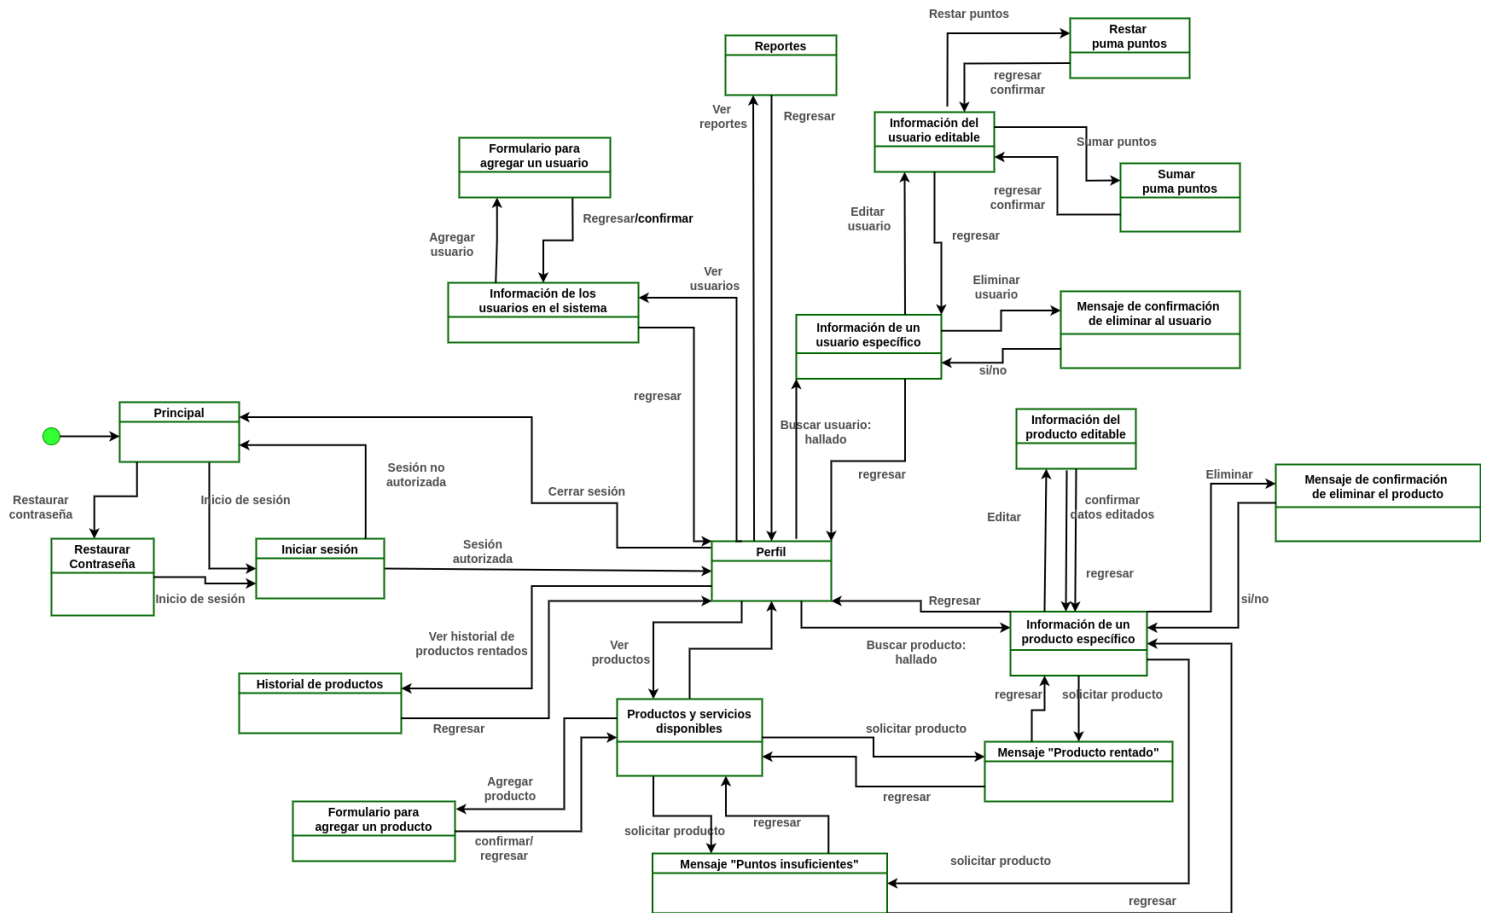 Restar puntos
Restar
puma puntos
Reportes
regresar
confirmar
Ver
reportes
Regresar
Información del
usuario editable
Sumar puntos
Formulario para
agregar un usuario
Sumar
puma puntos
regresar
confirmar
Editar
usuario
Regresar/confirmar
Agregar
usuario
regresar
Ver
usuarios
Eliminar
usuario
Información de los
usuarios en el sistema
Mensaje de confirmación
de eliminar al usuario
Información de un
usuario específico
si/no
regresar
Principal
Buscar usuario:
hallado
Información del
producto editable
Sesión no
autorizada
regresar
Eliminar
Mensaje de confirmación
de eliminar el producto
Restaurar
contraseña
Inicio de sesión
Cerrar sesión
confirmar
datos editados
Editar
Restaurar
Contraseña
Iniciar sesión
Sesión
autorizada
Perfil
regresar
Inicio de sesión
Regresar
si/no
Información de un
producto específico
Ver historial de
productos rentados
Ver
productos
Buscar producto:
hallado
Historial de productos
regresar
solicitar producto
Productos y servicios
disponibles
Regresar
solicitar producto
Mensaje "Producto rentado"
Agregar
producto
regresar
Formulario para
agregar un producto
solicitar producto
regresar
confirmar/
regresar
Mensaje "Puntos insuficientes"
solicitar producto
regresar